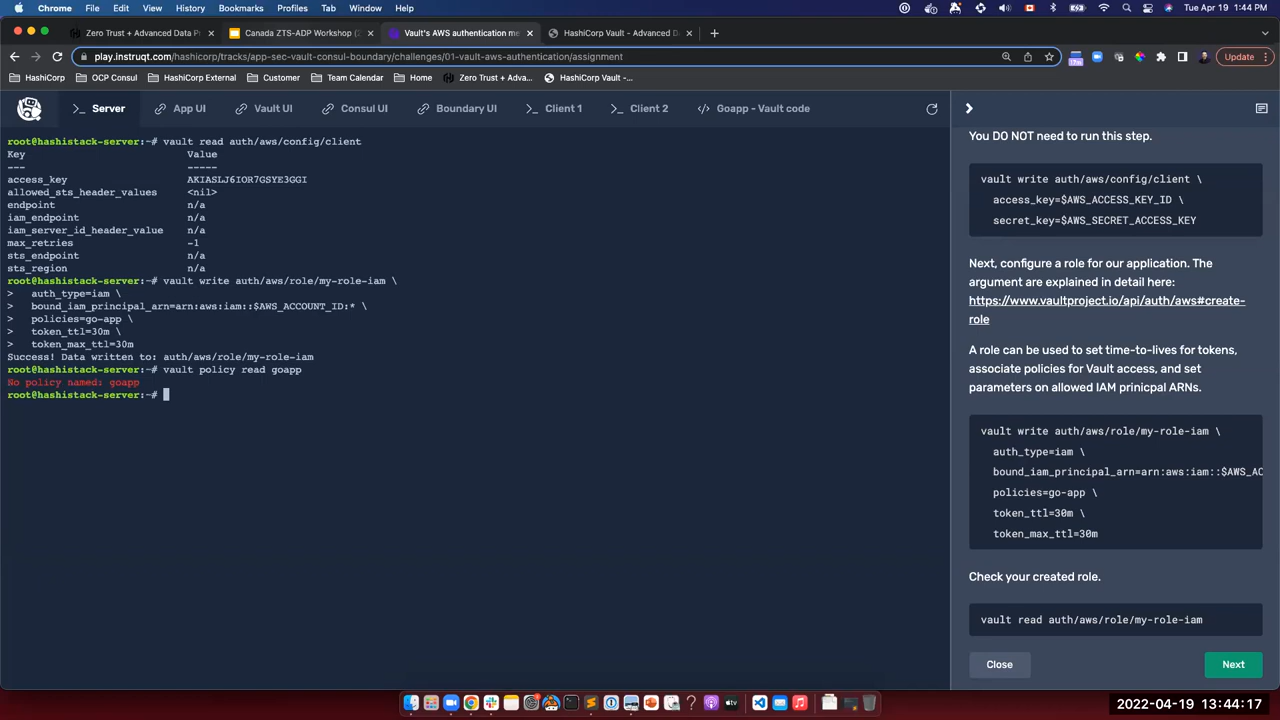 Chrome File Edit View History Bookmarks Profiles Tab Window Help
Tue Apr 19 1:44 PM
Zero Trust + Advanced Data P
Canada ZTS-ADP Workshop (2
Vault's AWS authentication me
HashiCorp Vault - Advanced D
play.instruqt.com/hashicorp/tracks/app-sec-vault-consul-boundary/challenges/01-vault-aws-authentication/assignment
Update
HashiCorp OCP Consul HashiCorp External Customer Team Calendar Home Zero Trust + Adva... HashiCorp Vault -...
Server App UI Vault UI Consul UI Boundary UI Client 1 Client 2 Goapp - Vault code
root@hashistack-server:~# vault read auth/aws/config/client
Key Value
--- -----
access_key AKIASLJ6IOR7GSYE3GGI
allowed_sts_header_values <nil>
endpoint n/a
iam_endpoint n/a
iam_server_id_header_value n/a
max_retries -1
sts_endpoint n/a
sts_region n/a
root@hashistack-server:~# vault write auth/aws/role/my-role-iam \
> auth_type=iam \
> bound_iam_principal_arn=arn:aws:iam::$AWS_ACCOUNT_ID:* \
> policies=go-app \
> token_ttl=30m \
> token_max_ttl=30m
Success! Data written to: auth/aws/role/my-role-iam
root@hashistack-server:~# vault policy read goapp
No policy named: goapp
root@hashistack-server:~#
You DO NOT need to run this step.
vault write auth/aws/config/client \
access_key=$AWS_ACCESS_KEY_ID \
secret_key=$AWS_SECRET_ACCESS_KEY
Next, configure a role for our application. The
argument are explained in detail here:
https://www.vaultproject.io/api/auth/aws#create-
role
A role can be used to set time-to-lives for tokens,
associate policies for Vault access, and set
parameters on allowed IAM prinicpal ARNs.
vault write auth/aws/role/my-role-iam \
auth_type=iam \
bound_iam_principal_arn=arn:aws:iam::$AWS_AC
policies=go-app \
token_ttl=30m \
token_max_ttl=30m
Check your created role.
vault read auth/aws/role/my-role-iam
Close Next
2022-04-19 13:44:17